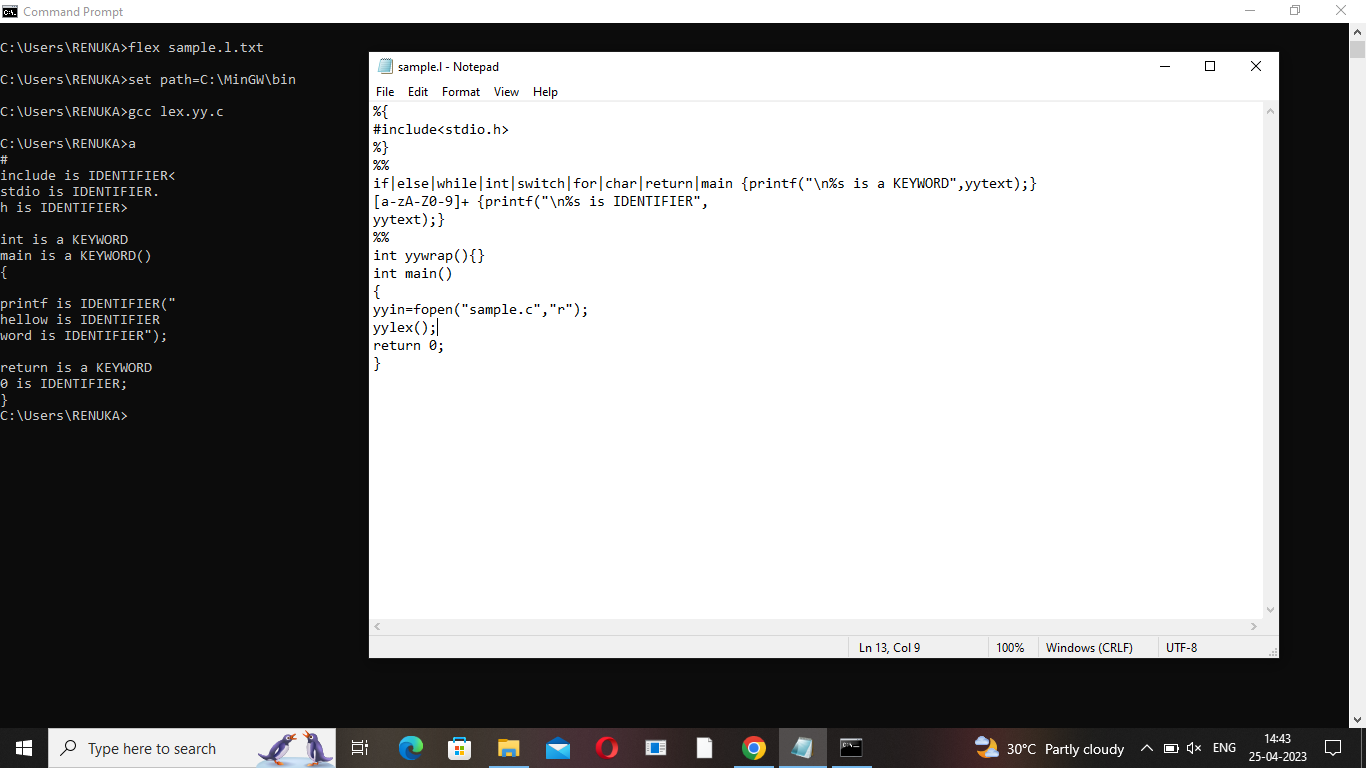 Command Prompt
C:\Users\RENUKA>flex sample.l.txt
C:\Users\RENUKA>set path=C:\MinGW\bin
C:\Users\RENUKA>gcc lex.yy.c
C:\Users\RENUKA>a
#
include is IDENTIFIER<
stdio is IDENTIFIER.
h is IDENTIFIER>
int is a KEYWORD
main is a KEYWORD()
{
printf is IDENTIFIER("
hellow is IDENTIFIER
word is IDENTIFIER");
return is a KEYWORD
0 is IDENTIFIER;
}
C:\Users\RENUKA>
sample.l - Notepad
File Edit Format View Help
%{
#include<stdio.h>
%}
%%
if|else|while|int|switch|for|char|return|main {printf("\n%s is a KEYWORD",yytext);}
[a-zA-Z0-9]+ {printf("\n%s is IDENTIFIER",
yytext);}
%%
int yywrap(){}
int main()
{
yyin=fopen("sample.c","r");
yylex();
return 0;
}
Ln 13, Col 9 100% Windows (CRLF) UTF-8
Type here to search
30°C Partly cloudy
ENG
14:43
25-04-2023